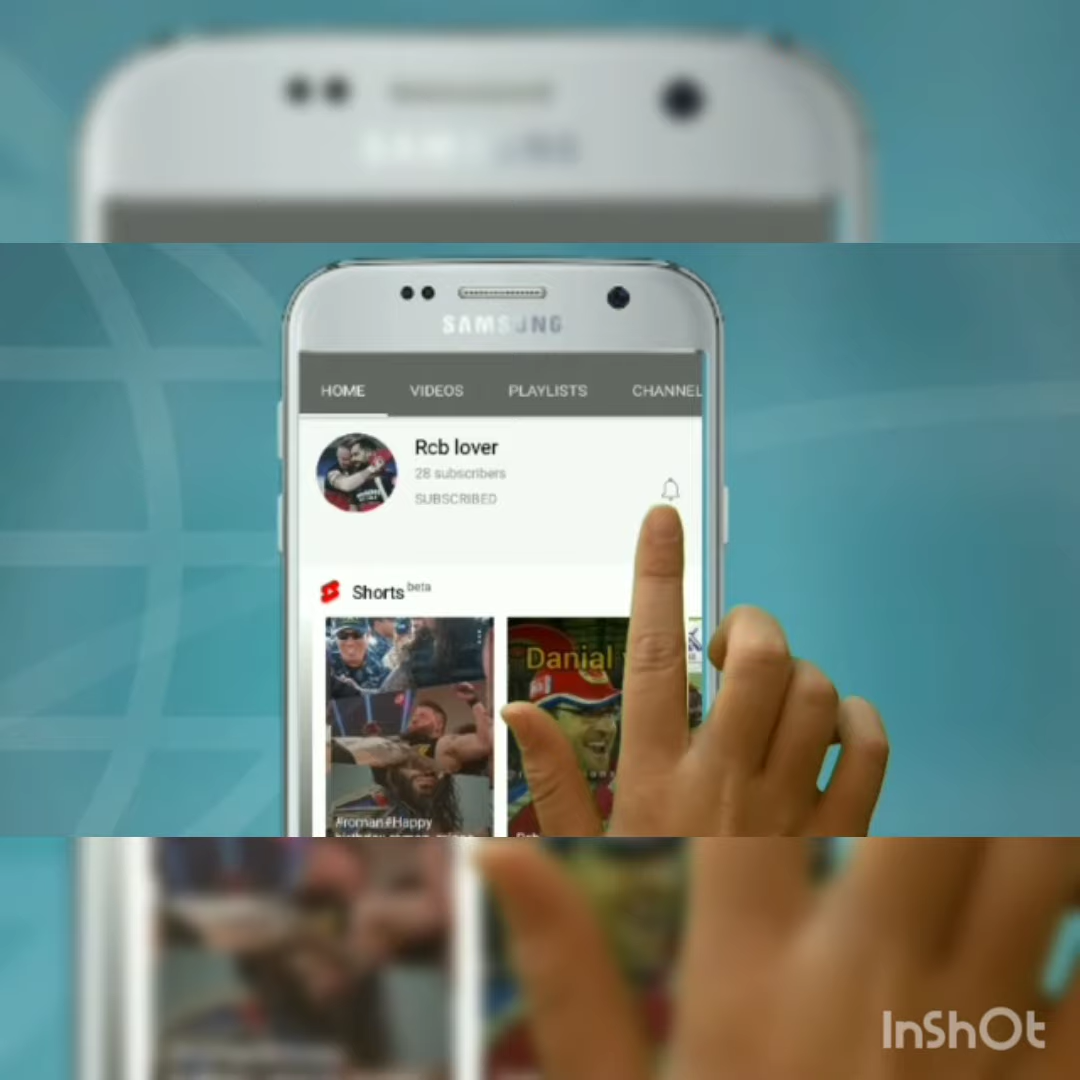 SAMSUNG
HOME VIDEOS PLAYLISTS CHANNEL
Rcb lover
28 subscribers
SUBSCRIBED
Shorts beta
Danial
#roman#Happy
InShOt